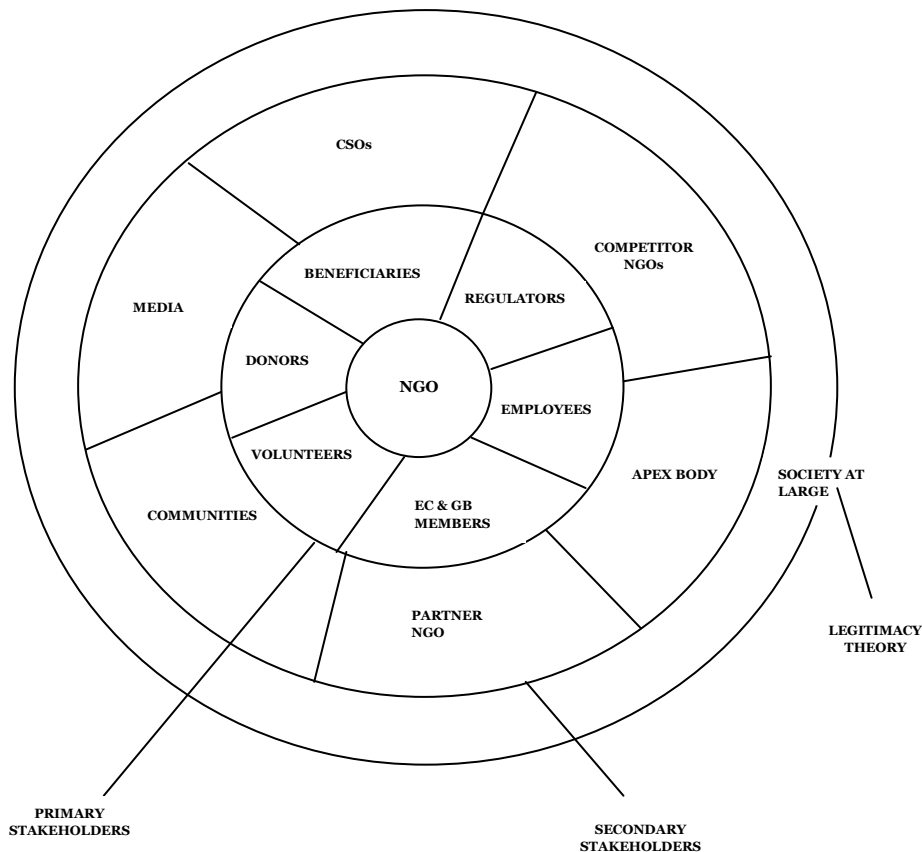 CSOs
COMPETITOR
NGOs
BENEFICIARIES
REGULATORS
MEDIA
DONORS
NGO
EMPLOYEES
VOLUNTEERS
APEX BODY
SOCIETY AT
LARGE
EC & GB
MEMBERS
COMMUNITIES
PARTNER
NGO
LEGITIMACY
THEORY
PRIMARY
STAKEHOLDERS
SECONDARY
STAKEHOLDERS